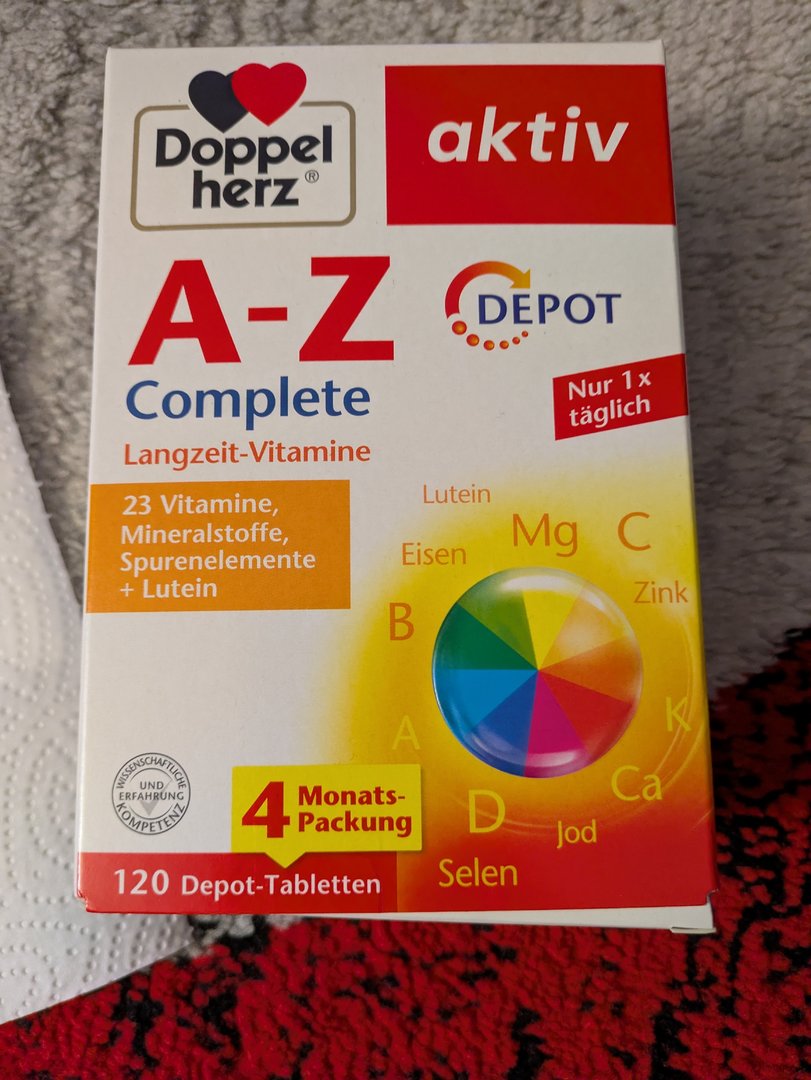 Doppel
herz®
aktiv
A-Z
DEPOT
Complete
Nur 1x
täglich
Langzeit-Vitamine
23 Vitamine,
Mineralstoffe,
Spurenelemente
+ Lutein
Lutein
Mg
C
Eisen
Zink
B
K
A
Ca
D
Jod
Selen
WISSENSCHAFTLICHE
UND
ERFAHRUNG
KOMPETENZ
4
Monats-
Packung
120 Depot-Tabletten